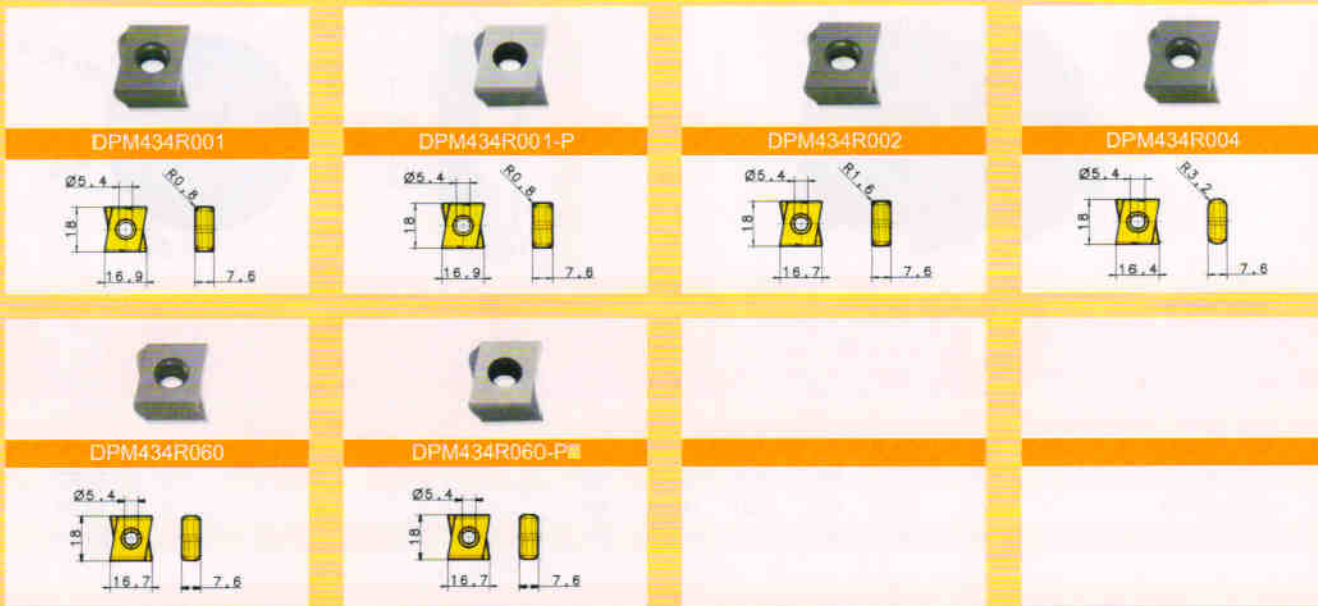 DPM434R001
DPM434R001-P
DPM434R002
DPM434R004
Ø5.4
R0.8
18
16.9
7.6
Ø5.4
R0.8
18
16.9
7.6
Ø5.4
R1.6
18
16.7
7.6
Ø5.4
R3.2
18
16.4
7.6
DPM434R060
DPM434R060-P
Ø5.4
18
16.7
7.6
Ø5.4
18
16.7
7.6